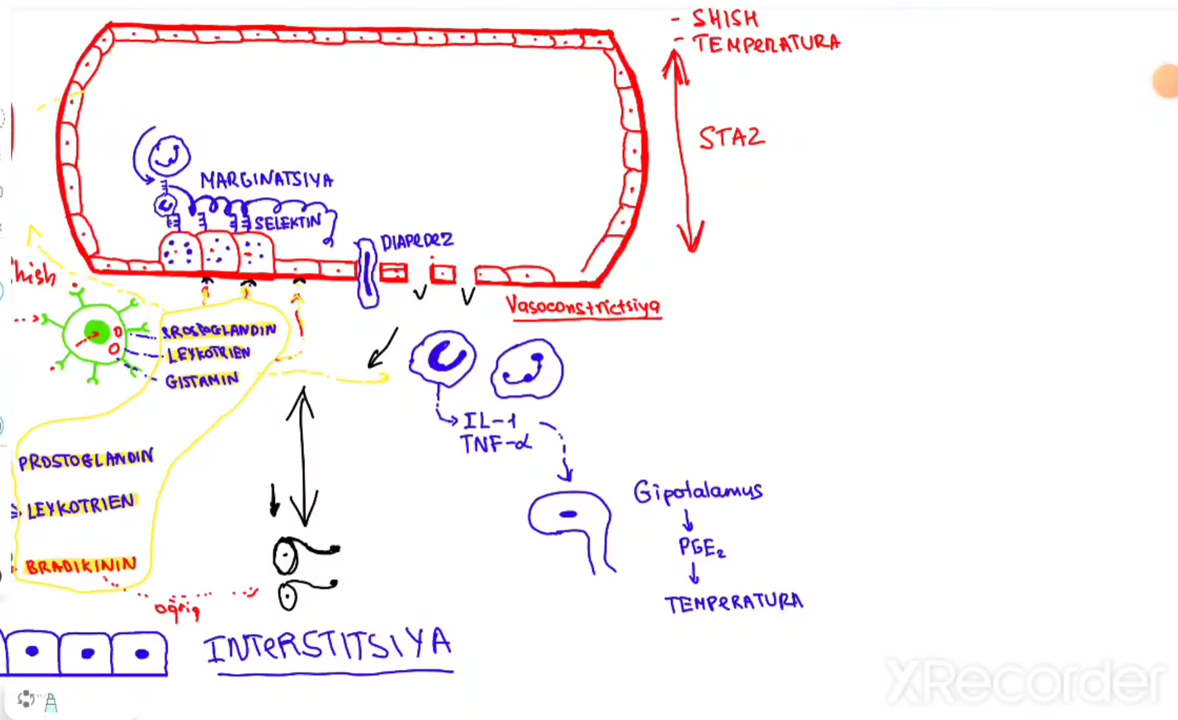 - SHISH
- TEMPERATURA
STAZ
MARGINATSIYA
SELEKTIN
DIAPEDEZ
Vasoconstrictsiya
hish
PROSTOGLANDIN
LEYKOTRIEN
GISTAMIN
IL-1
TNF-α
PROSTOGLANDIN
LEYKOTRIEN
BRADIKININ
Gipotalamus
PGE₂
TEMPERATURA
og'riq
INTERSTITSIYA
XRecorder